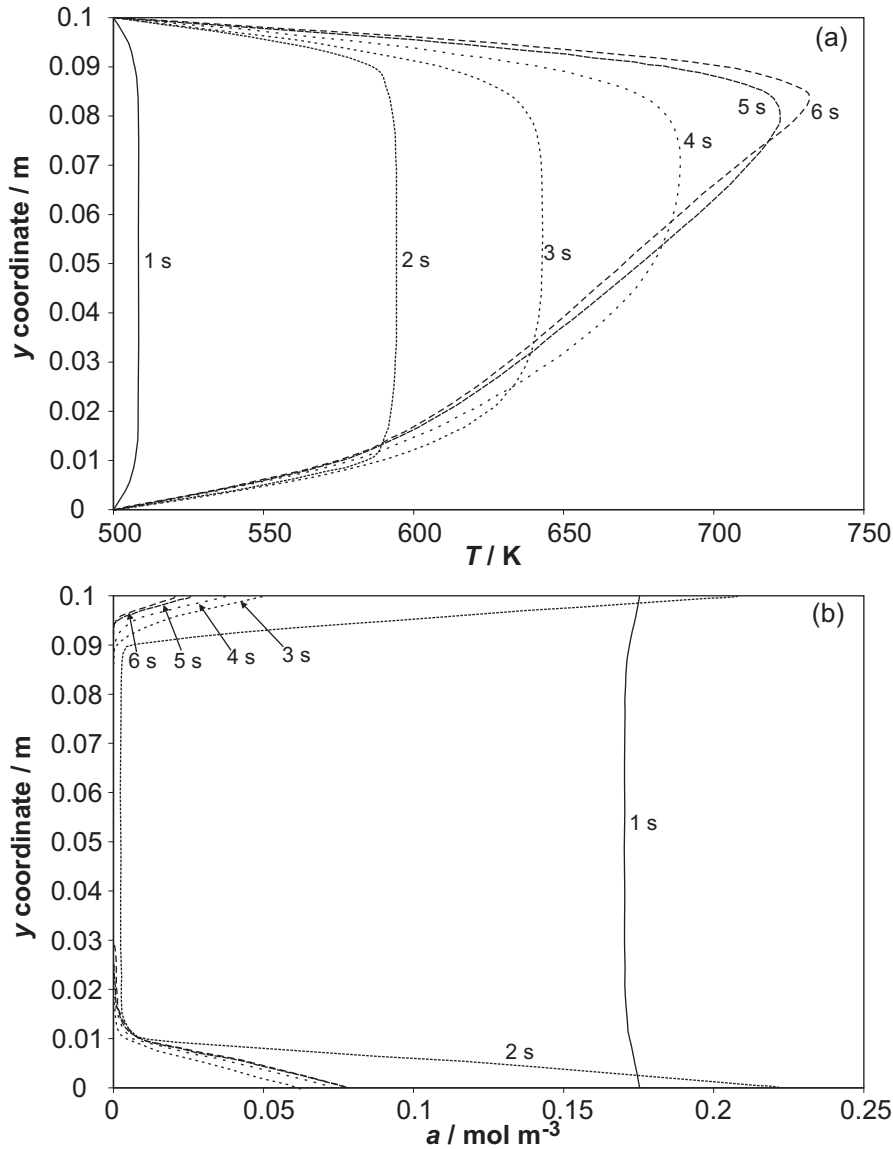 (a)
0.1
0.09
0.08
0.07
0.06
0.05
0.04
0.03
0.02
0.01
0
y coordinate / m
1 s
2 s
3 s
4 s
5 s
6 s
500
550
600
650
700
750
T / K
(b)
0.1
0.09
0.08
0.07
0.06
0.05
0.04
0.03
0.02
0.01
0
y coordinate / m
6 s
5 s
4 s
3 s
1 s
2 s
0
0.05
0.1
0.15
0.2
0.25
a / mol m-3